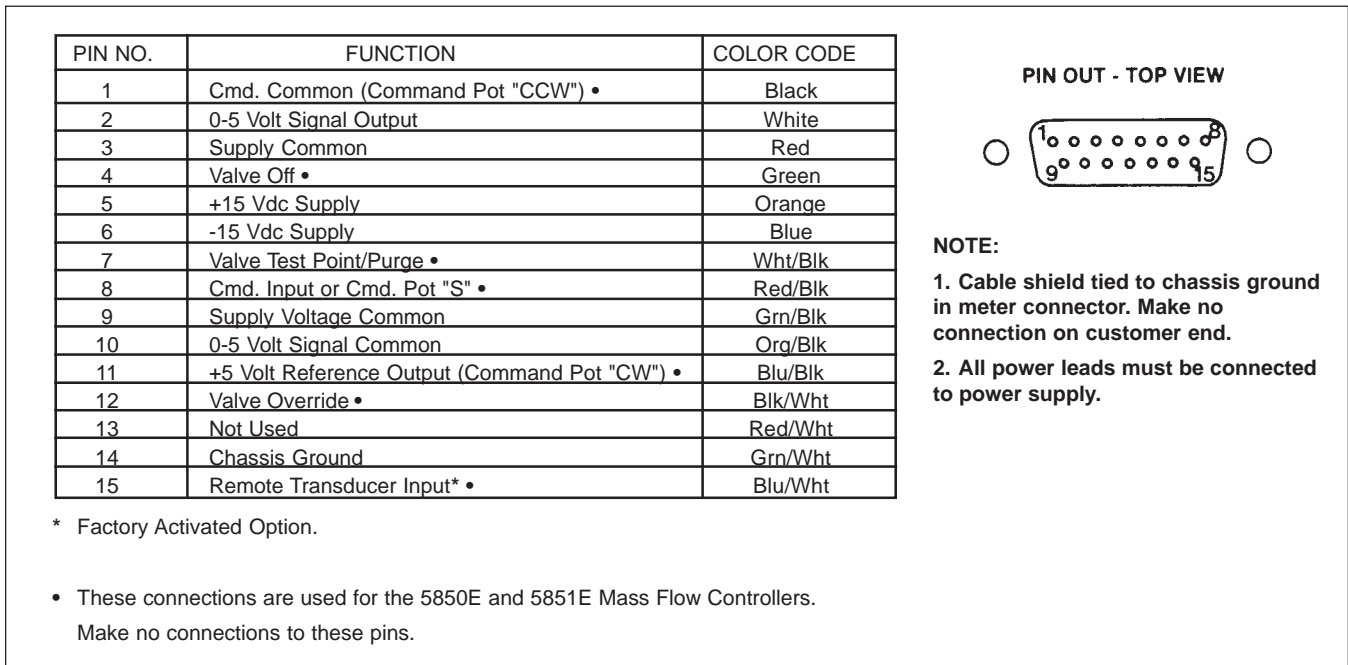 PIN NO. FUNCTION COLOR CODE
1 Cmd. Common (Command Pot "CCW") • Black
2 0-5 Volt Signal Output White
3 Supply Common Red
4 Valve Off • Green
5 +15 Vdc Supply Orange
6 -15 Vdc Supply Blue
7 Valve Test Point/Purge • Wht/Blk
8 Cmd. Input or Cmd. Pot "S" • Red/Blk
9 Supply Voltage Common Grn/Blk
10 0-5 Volt Signal Common Org/Blk
11 +5 Volt Reference Output (Command Pot "CW") • Blu/Blk
12 Valve Override • Blk/Wht
13 Not Used Red/Wht
14 Chassis Ground Grn/Wht
15 Remote Transducer Input* • Blu/Wht
* Factory Activated Option.
• These connections are used for the 5850E and 5851E Mass Flow Controllers.
Make no connections to these pins.
PIN OUT - TOP VIEW
1 8
9 15
NOTE:
1. Cable shield tied to chassis ground
in meter connector. Make no
connection on customer end.
2. All power leads must be connected
to power supply.